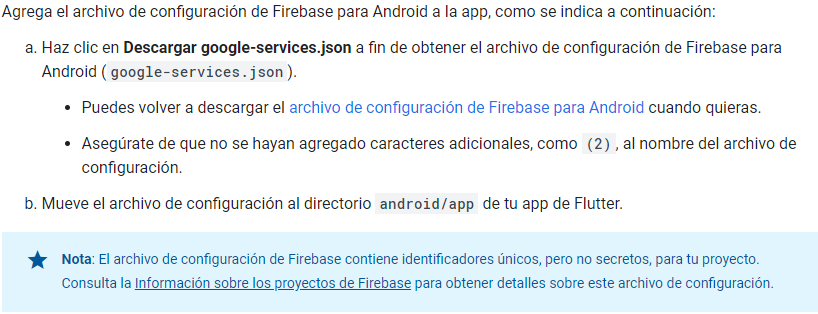 Agrega el archivo de configuración de Firebase para Android a la app, como se indica a continuación:
a. Haz clic en Descargar google-services.json a fin de obtener el archivo de configuración de Firebase para
Android (google-services.json).
• Puedes volver a descargar el archivo de configuración de Firebase para Android cuando quieras.
• Asegúrate de que no se hayan agregado caracteres adicionales, como (2), al nombre del archivo de
configuración.
b. Mueve el archivo de configuración al directorio android/app de tu app de Flutter.
Nota: El archivo de configuración de Firebase contiene identificadores únicos, pero no secretos, para tu proyecto.
Consulta la Información sobre los proyectos de Firebase para obtener detalles sobre este archivo de configuración.